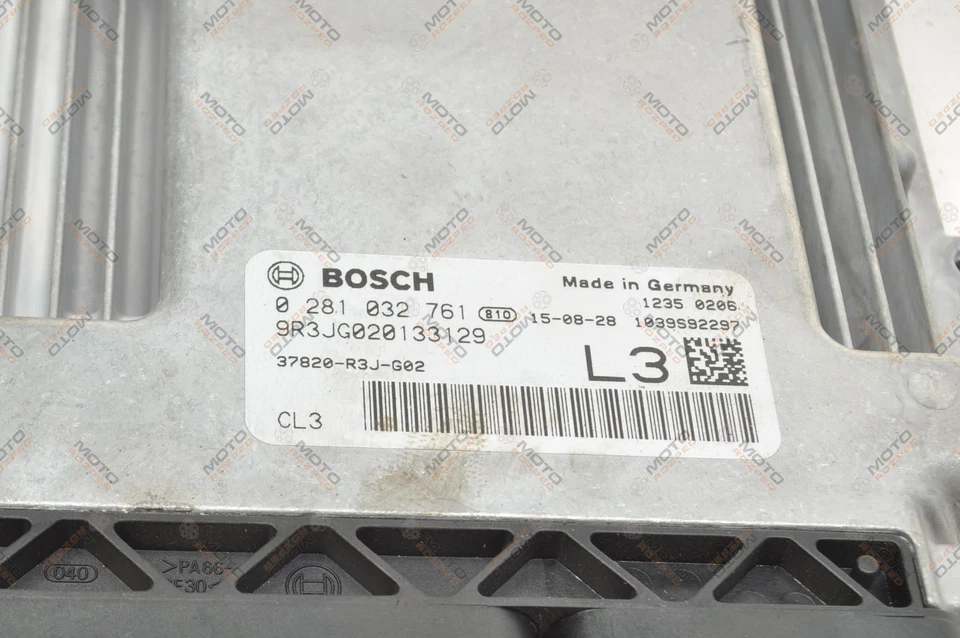 BOSCH
Made in Germany
0 281 032 761 810 15-08-28
1235 0206
1039S92297
9R3JG020133129
37820-R3J-G02
L3
CL3
040
>PA66-
MOTO